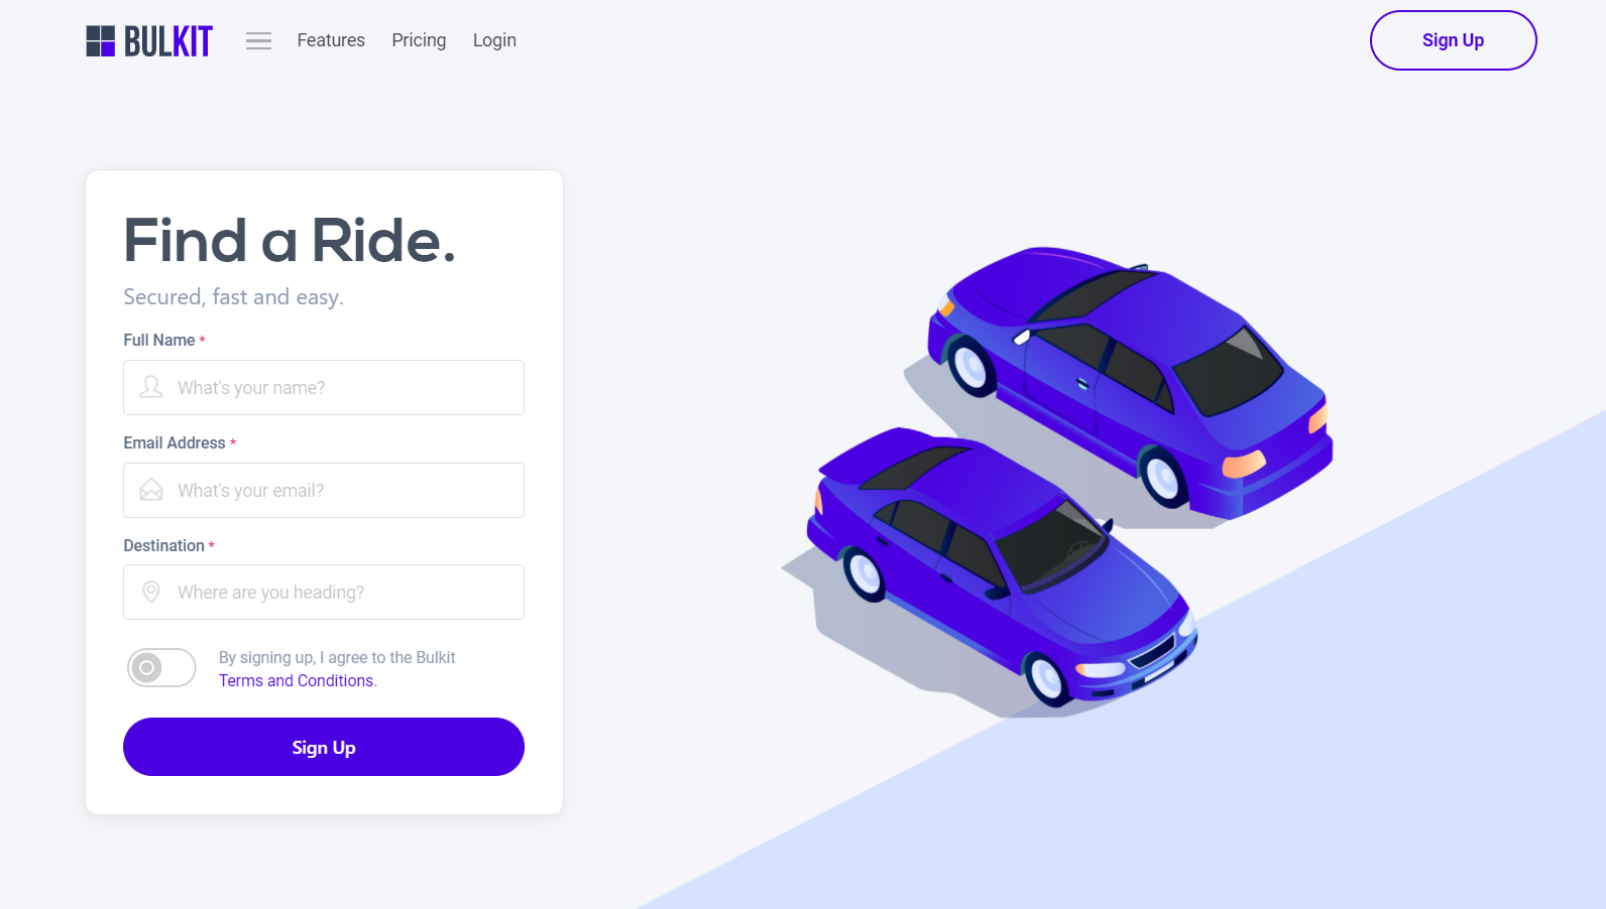 BULKIT
Features
Pricing
Login
Sign Up
Find a Ride.
Secured, fast and easy.
Full Name *
What's your name?
Email Address *
What's your email?
Destination *
Where are you heading?
By signing up, I agree to the Bulkit
Terms and Conditions.
Sign Up